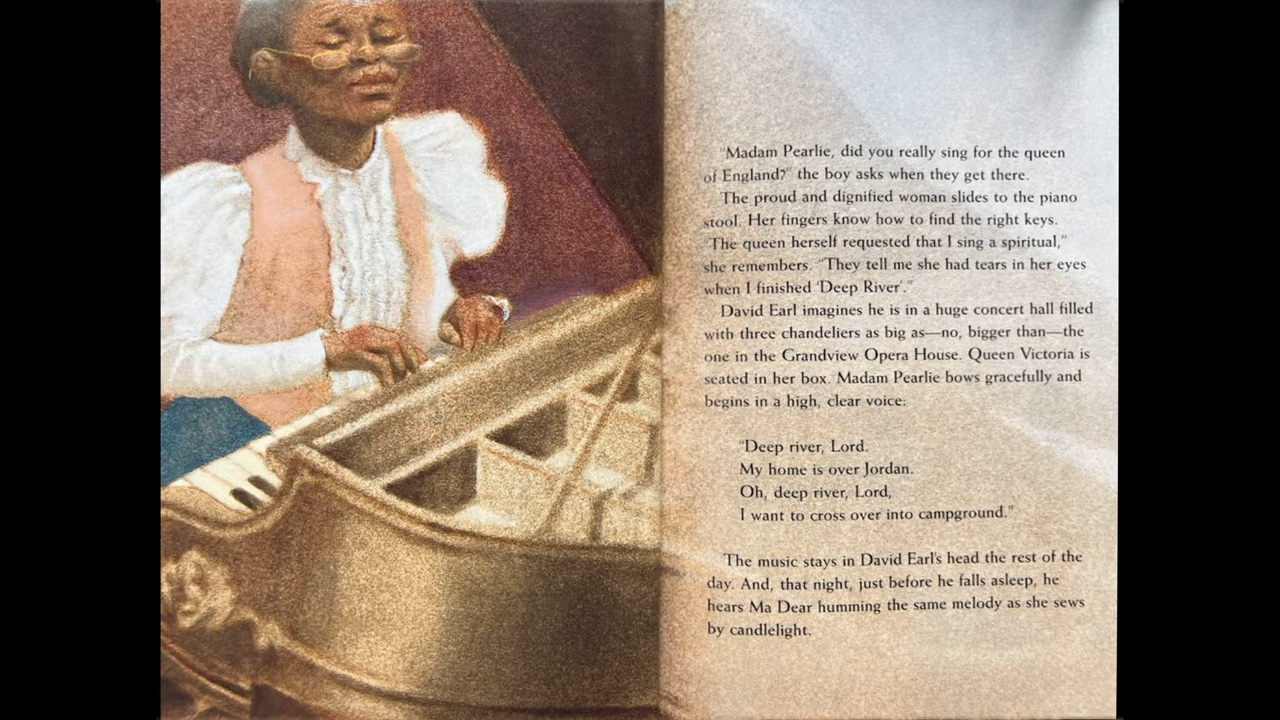 "Madam Pearlie, did you really sing for the queen
of England?" the boy asks when they get there.
The proud and dignified woman slides to the piano
stool. Her fingers know how to find the right keys.
"The queen herself requested that I sing a spiritual,"
she remembers. "They tell me she had tears in her eyes
when I finished 'Deep River'."
David Earl imagines he is in a huge concert hall filled
with three chandeliers as big as—no, bigger than—the
one in the Grandview Opera House. Queen Victoria is
seated in her box. Madam Pearlie bows gracefully and
begins in a high, clear voice:
"Deep river, Lord.
My home is over Jordan.
Oh, deep river, Lord,
I want to cross over into campground."
The music stays in David Earl's head the rest of the
day. And, that night, just before he falls asleep, he
hears Ma Dear humming the same melody as she sews
by candlelight.